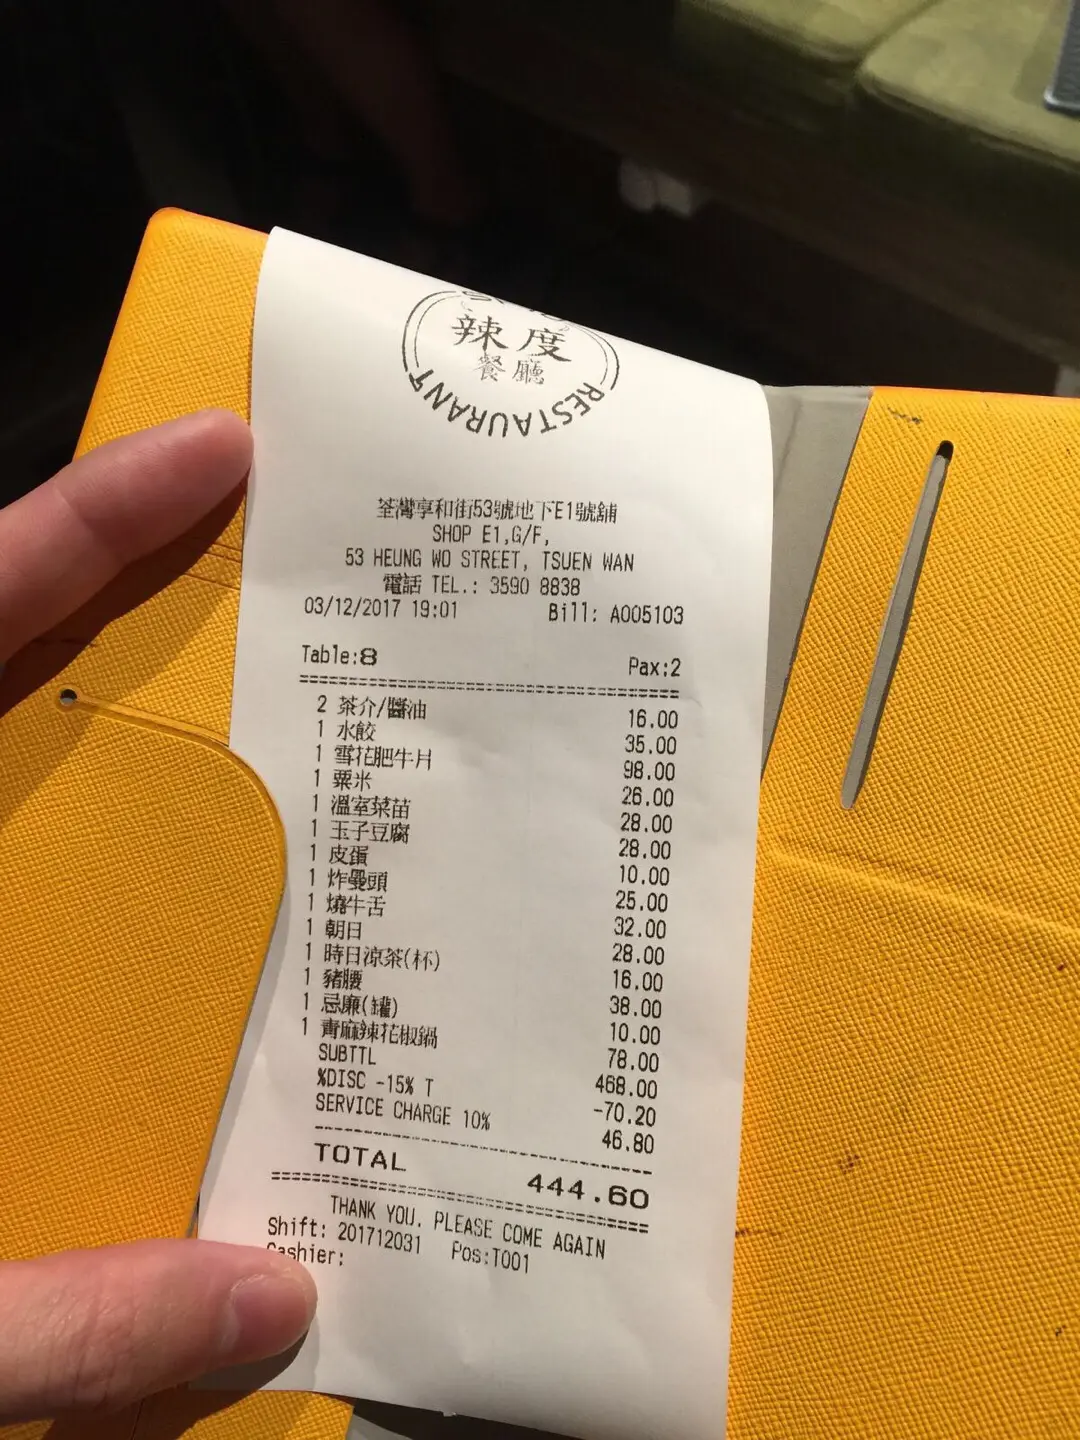 辣度
餐廳
RESTAURANT
荃灣享和街53號地下E1號舖
SHOP E1,G/F,
53 HEUNG WO STREET, TSUEN WAN
電話 TEL.: 3590 8838
03/12/2017 19:01 Bill: A005103
Table:8 Pax:2
2 茶介/醬油 16.00
1 水餃 35.00
1 雪花肥牛片 98.00
1 粟米 26.00
1 溫室菜苗 28.00
1 玉子豆腐 28.00
1 皮蛋 10.00
1 炸曼頭 25.00
1 燒牛舌 32.00
1 朝日 28.00
1 時日涼茶(杯) 16.00
1 豬腰 38.00
1 忌廉(罐) 10.00
1 青麻辣花椒鍋 78.00
SUBTTL 468.00
%DISC -15% T -70.20
SERVICE CHARGE 10% 46.80
TOTAL 444.60
THANK YOU, PLEASE COME AGAIN
Shift: 201712031 Pos:T001
Cashier: